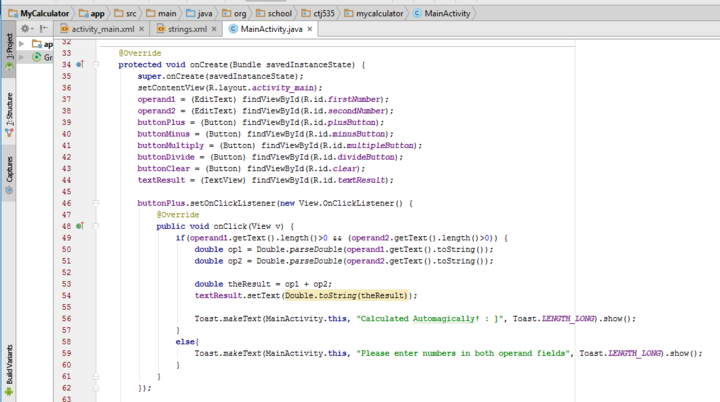 MyCalculator app src main java org school ctj535 mycalculator MainActivity
activity_main.xml strings.xml MainActivity.java
1: Project
Z: Structure
Captures
Build Variants
ap
Gr
32
33 @Override
34 protected void onCreate(Bundle savedInstanceState) {
35 super.onCreate(savedInstanceState);
36 setContentView(R.layout.activity_main);
37 operand1 = (EditText) findViewById(R.id.firstNumber);
38 operand2 = (EditText) findViewById(R.id.secondNumber);
39 buttonPlus = (Button) findViewById(R.id.plusButton);
40 buttonMinus = (Button) findViewById(R.id.minusButton);
41 buttonMultiply = (Button) findViewById(R.id.multipleButton);
42 buttonDivide = (Button) findViewById(R.id.divideButton);
43 buttonClear = (Button) findViewById(R.id.clear);
44 textResult = (TextView) findViewById(R.id.textResult);
45
46 buttonPlus.setOnClickListener(new View.OnClickListener() {
47 @Override
48 public void onClick(View v) {
49 if(operand1.getText().length()>0 && (operand2.getText().length()>0)) {
50 double op1 = Double.parseDouble(operand1.getText().toString());
51 double op2 = Double.parseDouble(operand2.getText().toString());
52
53 double theResult = op1 + op2;
54 textResult.setText(Double.toString(theResult));
55
56 Toast.makeText(MainActivity.this, "Calculated Automagically! : ]", Toast.LENGTH_LONG).show();
57 }
58 else{
59 Toast.makeText(MainActivity.this, "Please enter numbers in both operand fields", Toast.LENGTH_LONG).show();
60 }
61 }
62 });
63